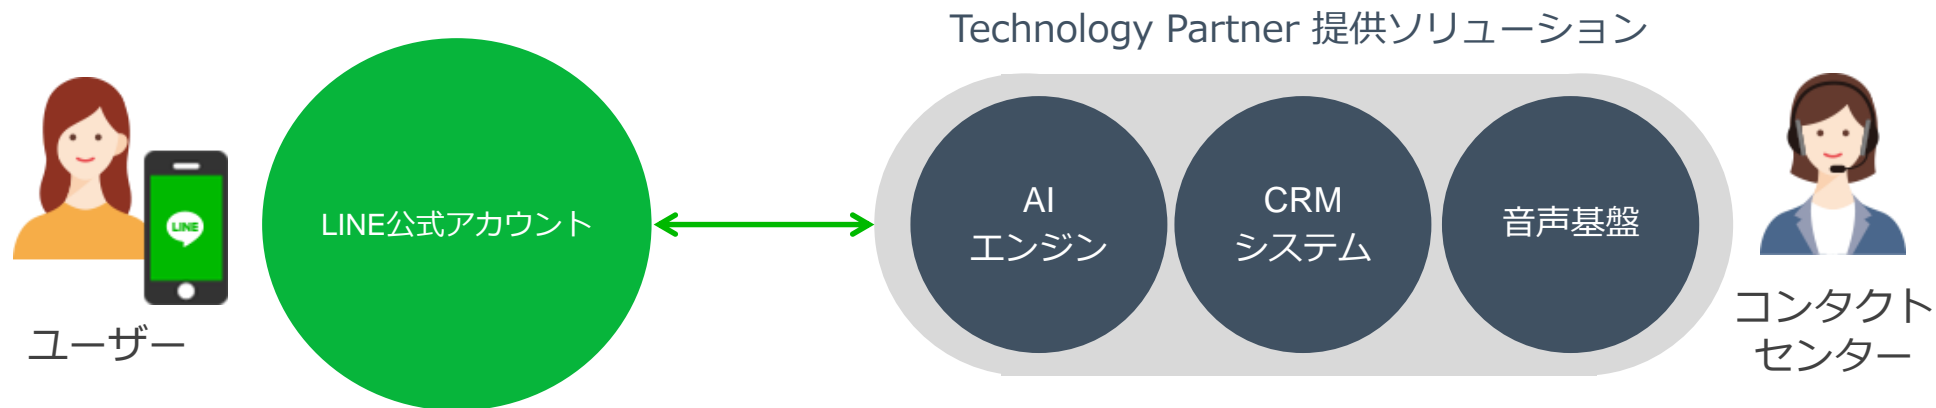 Technology Partner 提供ソリューション
LINE
ユーザー
LINE公式アカウント
AI
エンジン
CRM
システム
音声基盤
コンタクト
センター